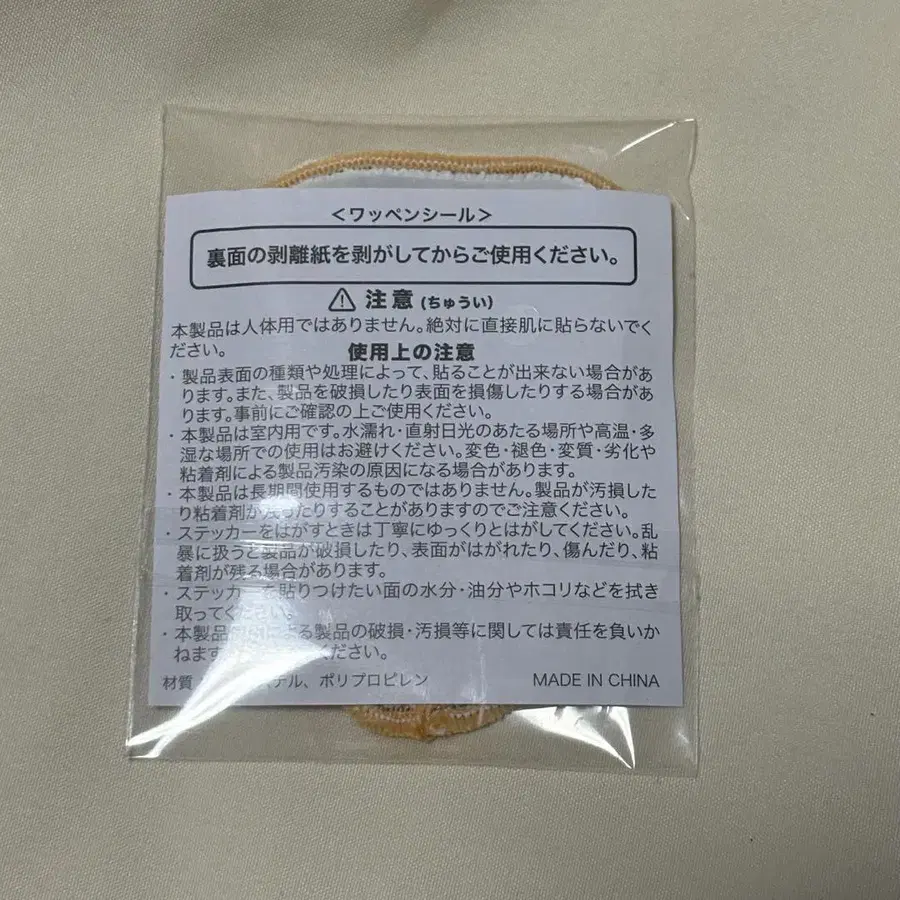 ＜ワッペンシール＞
裏面の剥離紙を剥がしてからご使用ください。
注意(ちゅうい)
本製品は人体用ではありません。絶対に直接肌に貼らないでく
ださい。
使用上の注意
・製品表面の種類や処理によって、貼ることが出来ない場合があ
ります。また、製品を破損したり表面を損傷したりする場合があ
ります。事前にご確認の上ご使用ください。
・本製品は室内用です。水濡れ・直射日光のあたる場所や高温・多
湿な場所での使用はお避けください。変色・褪色・変質・劣化や
粘着剤による製品汚染の原因になる場合があります。
・本製品は長期間使用するものではありません。製品が汚損した
り粘着剤が残ったりすることがありますのでご注意ください。
・ステッカーをはがすときは丁寧にゆっくりとはがしてください。乱
暴に扱うと製品が破損したり、表面がはがれたり、傷んだり、粘
着剤が残る場合があります。
・ステッカーを貼りつけたい面の水分・油分やホコリなどを拭き
取ってください。
・本製品 による製品の破損・汚損等に関しては責任を負いか
ねます ください。
材質 テル、ポリプロピレン MADE IN CHINA